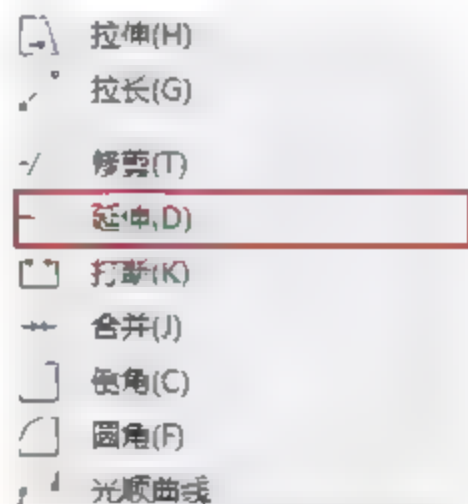 拉伸(H)
拉长(G)
修剪(T)
延伸(D)
打断(K)
合并(J)
倒角(C)
圆角(F)
光顺曲线